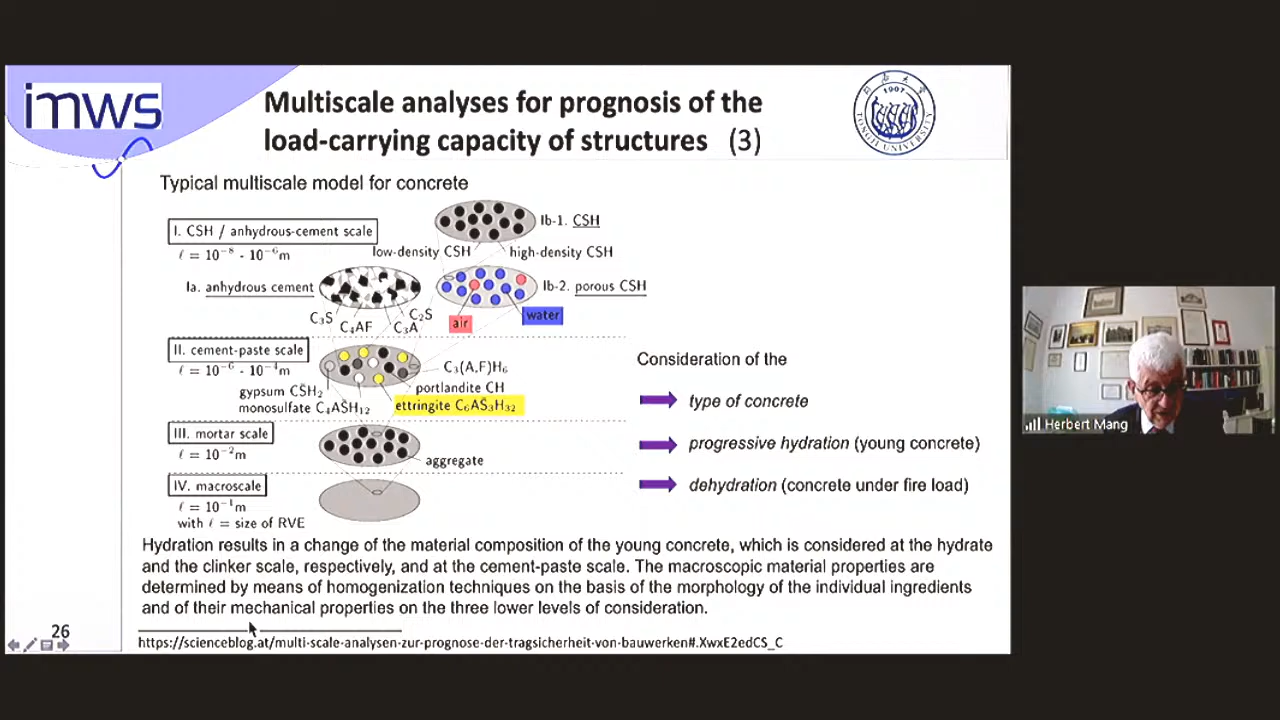 imws
Multiscale analyses for prognosis of the
load-carrying capacity of structures (3)
1907
TONGJI UNIVERSITY
Typical multiscale model for concrete
I. CSH / anhydrous-cement scale
ℓ = 10⁻⁸ - 10⁻⁶m
Ib-1. CSH
low-density CSH
high-density CSH
Ia. anhydrous cement
Ib-2. porous CSH
C₃S
C₄AF
C₃A
C₂S
air
water
II. cement-paste scale
ℓ = 10⁻⁶ - 10⁻⁴m
C₃(A,F)H₆
gypsum CS̄H₂
portlandite CH
monosulfate C₄AS̄H₁₂
ettringite C₆AS̄₃H₃₂
III. mortar scale
ℓ = 10⁻²m
aggregate
IV. macroscale
ℓ = 10⁻¹m
with ℓ = size of RVE
Consideration of the
type of concrete
progressive hydration (young concrete)
dehydration (concrete under fire load)
Hydration results in a change of the material composition of the young concrete, which is considered at the hydrate
and the clinker scale, respectively, and at the cement-paste scale. The macroscopic material properties are
determined by means of homogenization techniques on the basis of the morphology of the individual ingredients
and of their mechanical properties on the three lower levels of consideration.
26
https://scienceblog.at/multi-scale-analysen-zur-prognose-der-tragsicherheit-von-bauwerken#.XwxE2edCS_C
Herbert Mang